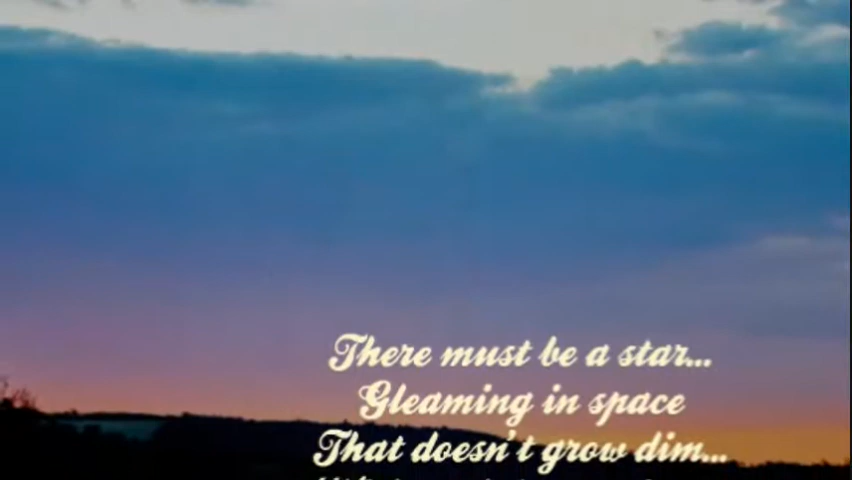 There must be a star...
Gleaming in space
That doesn't grow dim...